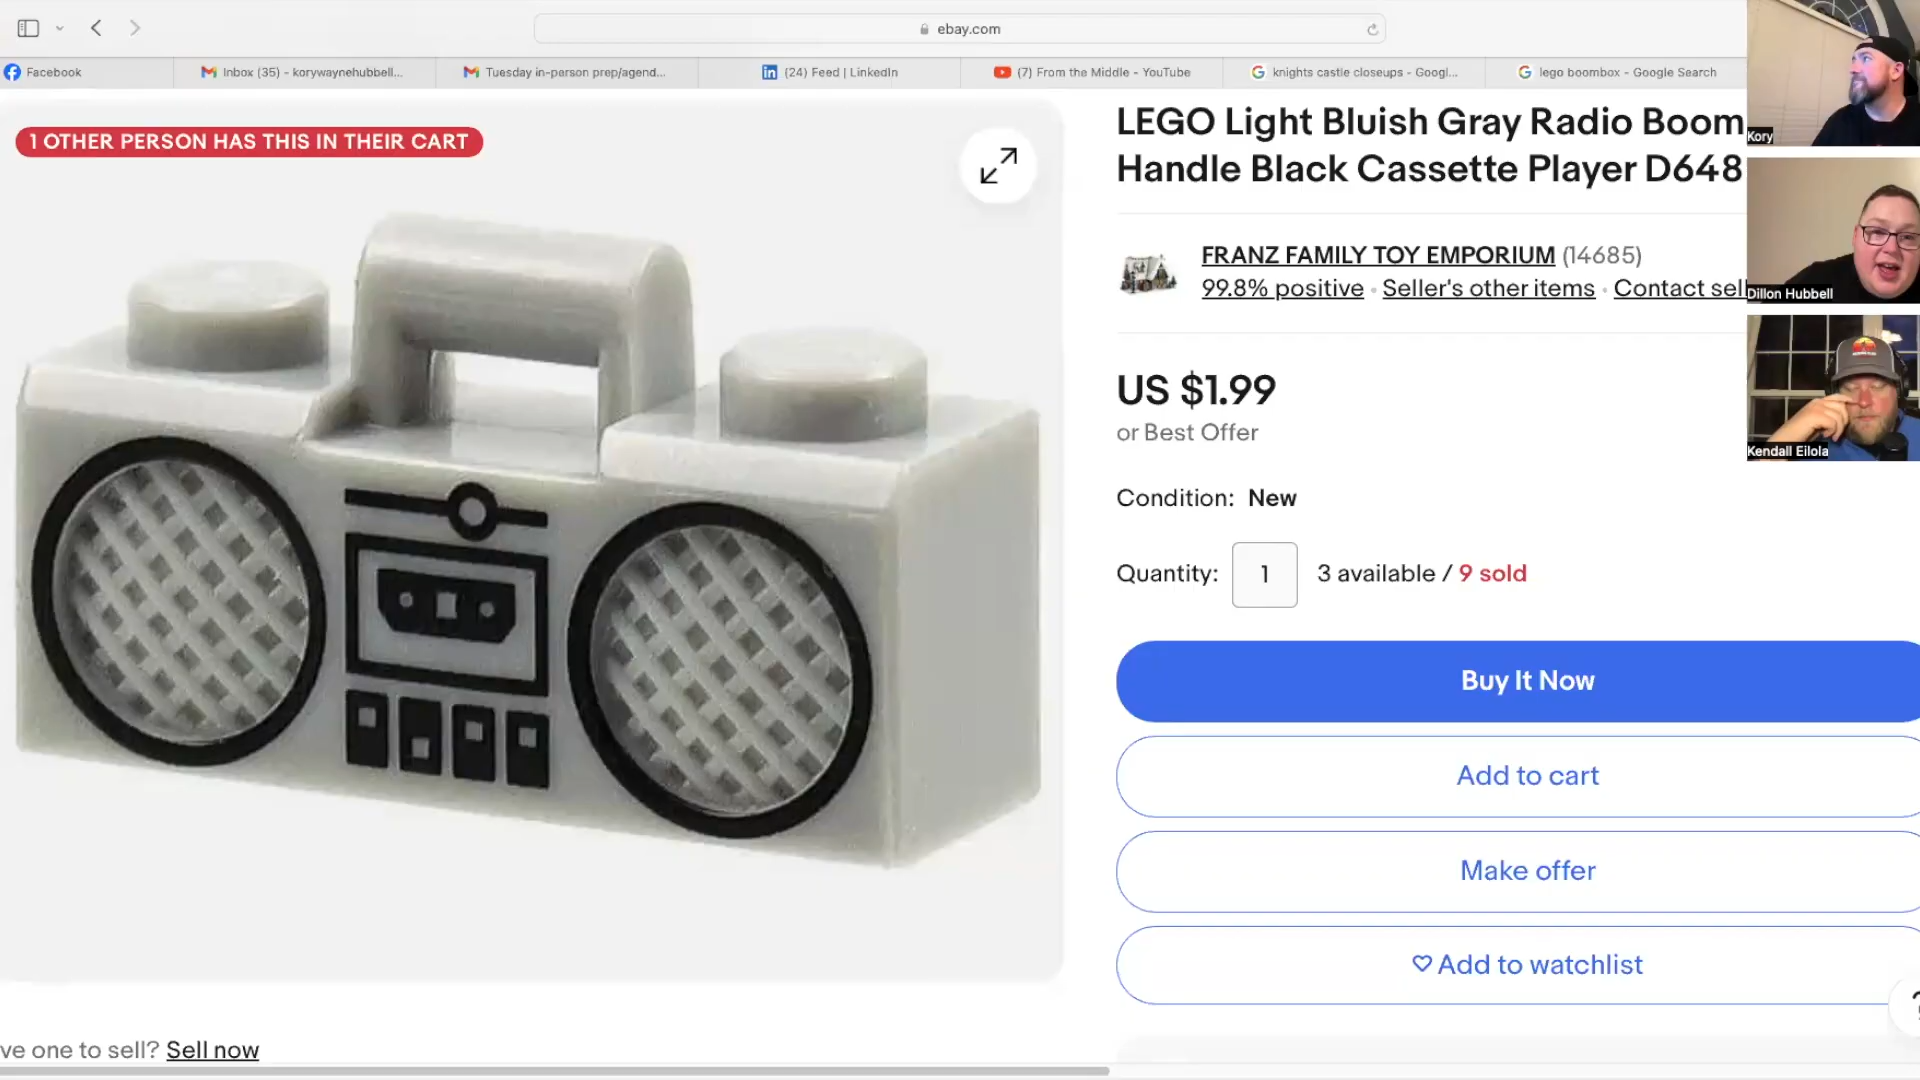 ebay.com
Facebook
Inbox (35) - korywaynehubbell...
Tuesday in-person prep/agend...
(24) Feed | LinkedIn
(7) From the Middle - YouTube
knights castle closeups - Googl...
lego boombox - Google Search
1 OTHER PERSON HAS THIS IN THEIR CART
LEGO Light Bluish Gray Radio Boom
Handle Black Cassette Player D648
Kory
FRANZ FAMILY TOY EMPORIUM (14685)
99.8% positive • Seller's other items • Contact sell
Dillon Hubbell
US $1.99
or Best Offer
Kendall Eilola
Condition: New
Quantity: 1 3 available / 9 sold
Buy It Now
Add to cart
Make offer
Add to watchlist
ve one to sell? Sell now